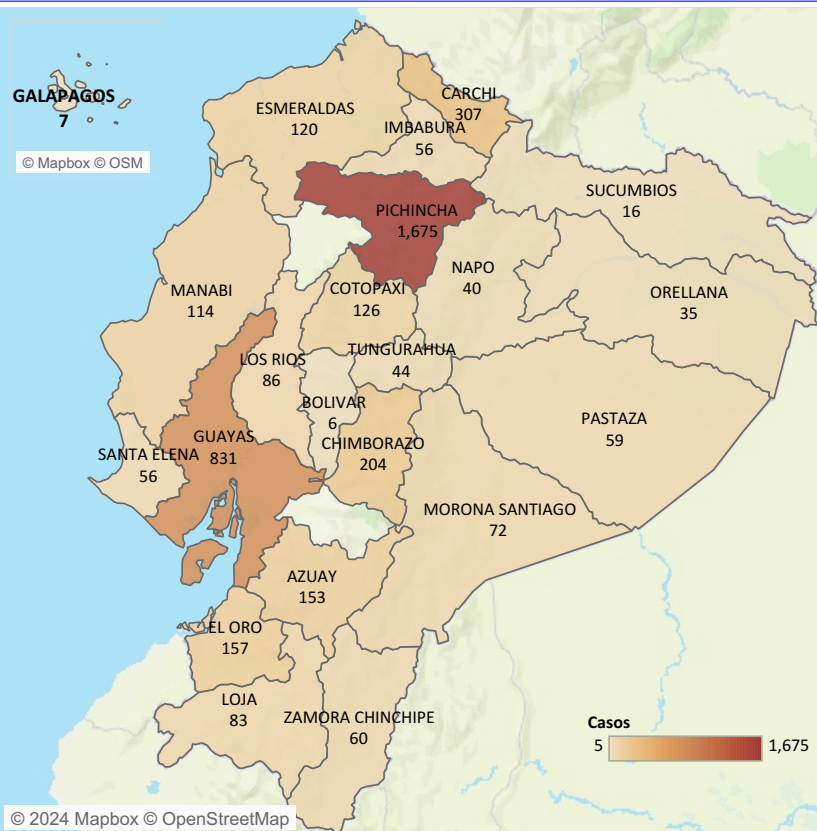 GALAPAGOS
7
© Mapbox © OSM
ESMERALDAS
120
CARCHI
307
IMBABURA
56
SUCUMBIOS
16
PICHINCHA
1,675
NAPO
40
ORELLANA
35
MANABI
114
COTOPAXI
126
TUNGURAHUA
44
LOS RIOS
86
BOLIVAR
6
PASTAZA
59
GUAYAS
831
CHIMBORAZO
204
SANTA ELENA
56
MORONA SANTIAGO
72
AZUAY
153
EL ORO
157
LOJA
83
ZAMORA CHINCHIPE
60
Casos
5 1,675
© 2024 Mapbox © OpenStreetMap